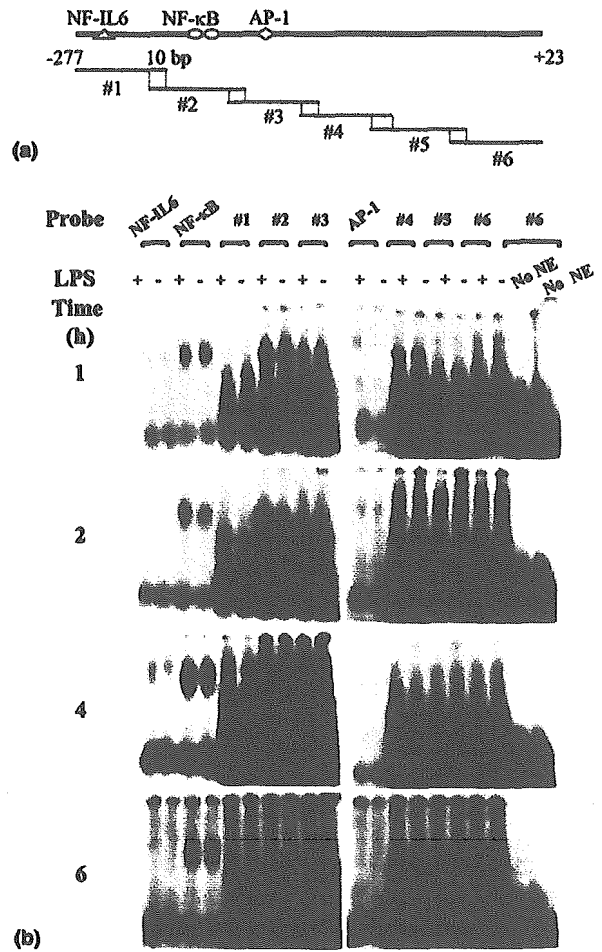 NF-IL6 NF-κB AP-1
-277 10 bp +23
#1 #2 #3 #4 #5 #6
(a)
Probe NF-IL6 NF-κB #1 #2 #3 AP-1 #4 #5 #6 #6
LPS + - + - + - + - + - + - + - + - + - No NE No NE
Time
(h)
1
2
4
6
(b)